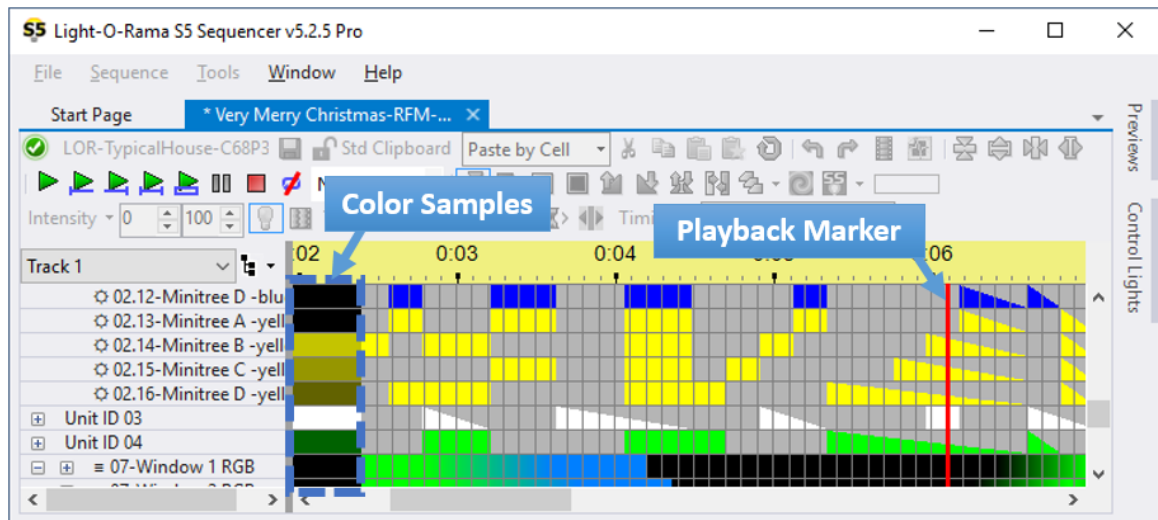 S5 Light-O-Rama S5 Sequencer v5.2.5 Pro
File Sequence Tools Window Help
Start Page * Very Merry Christmas-RFM-...
LOR-TypicalHouse-C68P3 Std Clipboard Paste by Cell
Intensity 0 100
Color Samples
Playback Marker
Track 1 :02 0:03 0:04 :06
02.12-Minitree D -blu
02.13-Minitree A -yell
02.14-Minitree B -yell
02.15-Minitree C -yell
02.16-Minitree D -yell
Unit ID 03
Unit ID 04
07-Window 1 RGB
Previews
Control Lights